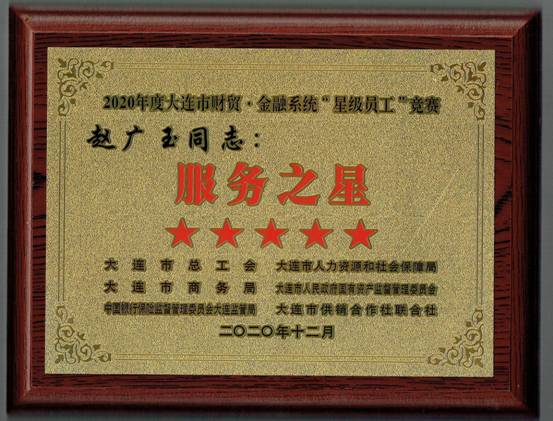 2020年度大连市财贸·金融系统“星级员工”竞赛
赵广玉同志：
服务之星
大连市总工会 大连市人力资源和社会保障局
大连市商务局 大连市人民政府国有资产监督管理委员会
中国银行保险监督管理委员会大连监管局 大连市供销合作社联合社
二〇二〇年十二月